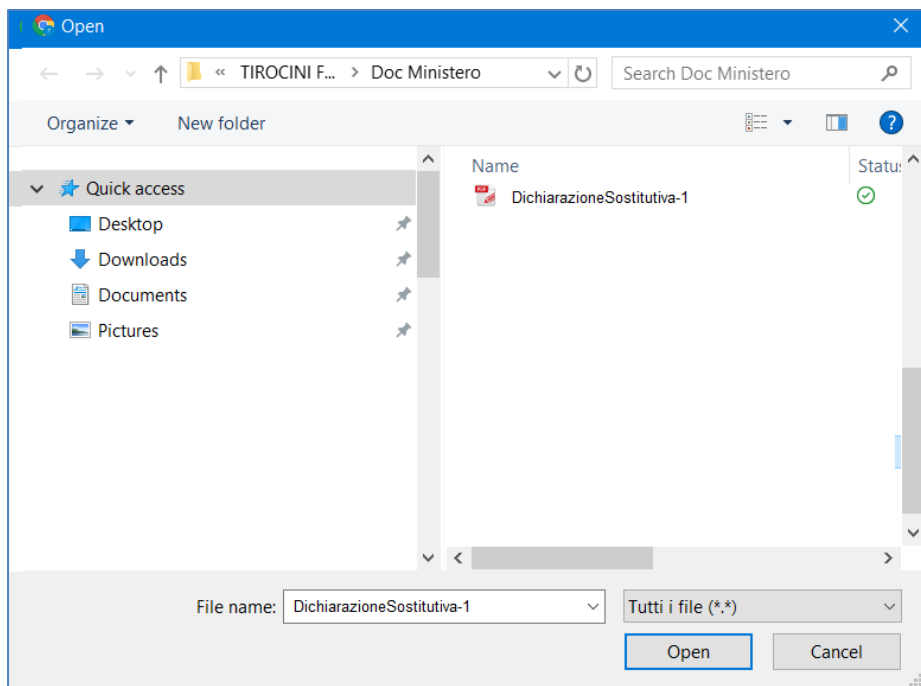 Open
« TIROCINI F... > Doc Ministero
Search Doc Ministero
Organize
New folder
?
Name
Status
Quick access
DichiarazioneSostitutiva-1
Desktop
Downloads
Documents
Pictures
File name: DichiarazioneSostitutiva-1
Tutti i file (*.*)
Open
Cancel